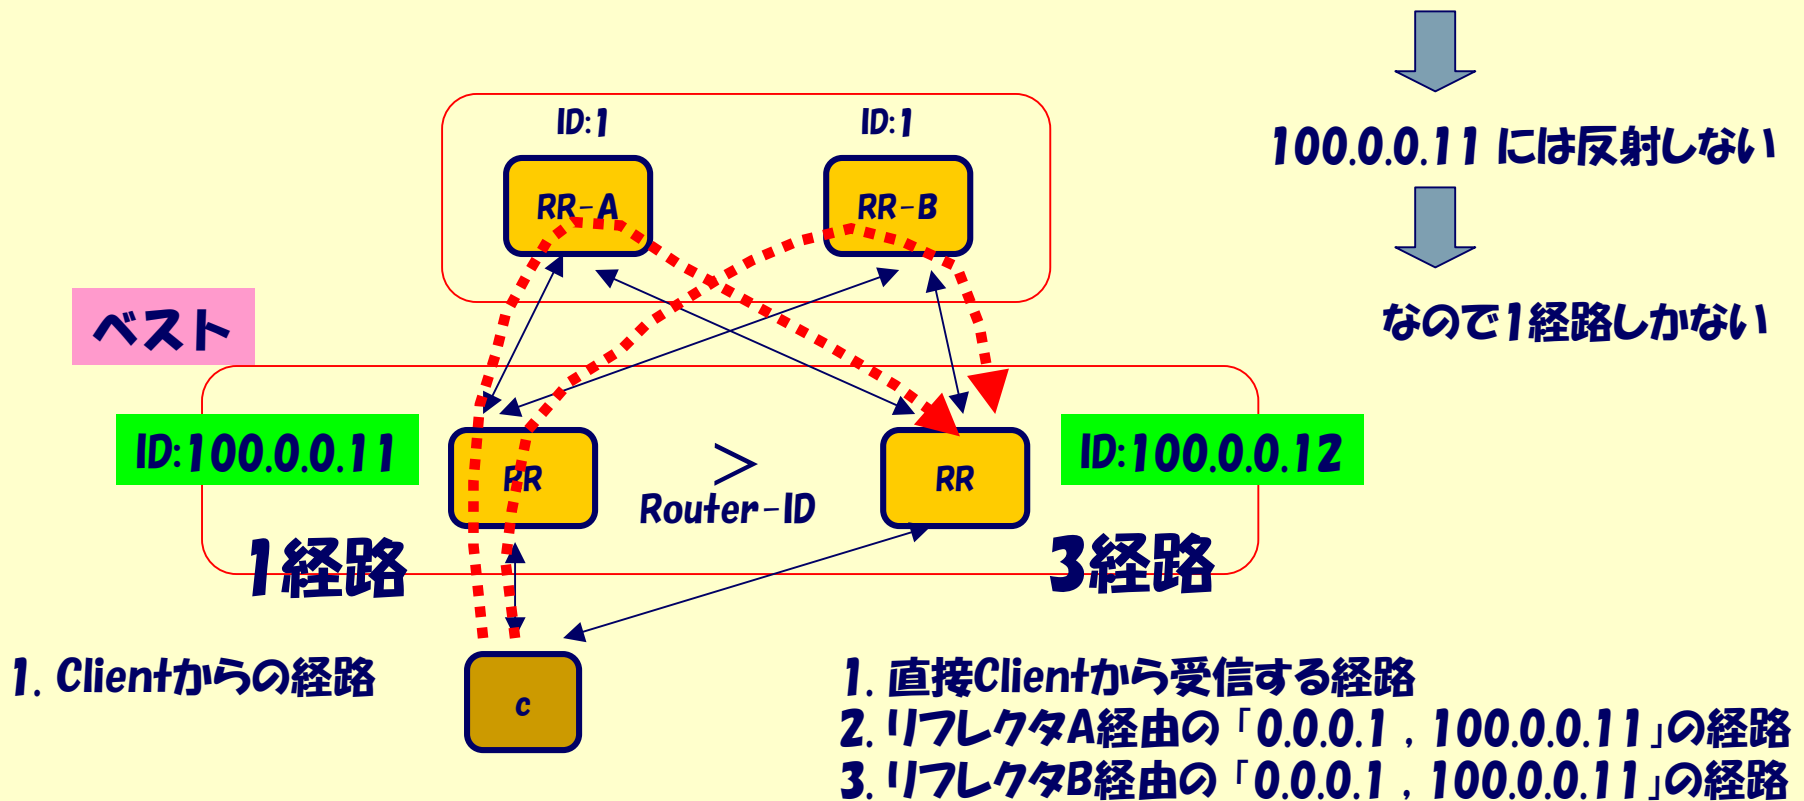 ID:1
ID:1
RR-A
RR-B
100.0.0.11 には反射しない
なので1経路しかない
ベスト
ID:100.0.0.11
RR
>
Router-ID
RR
ID:100.0.0.12
1経路
3経路
1. Clientからの経路
c
1. 直接Clientから受信する経路
2. リフレクタA経由の「0.0.0.1 , 100.0.0.11」の経路
3. リフレクタB経由の「0.0.0.1 , 100.0.0.11」の経路